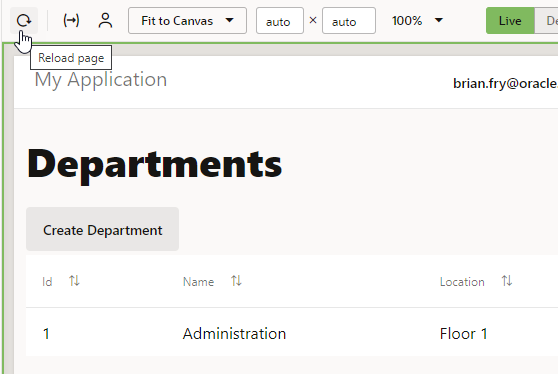 Fit to Canvas auto × auto 100% Live De
Reload page
My Application
brian.fry@oracle.
Departments
Create Department
Id Name Location
1 Administration Floor 1